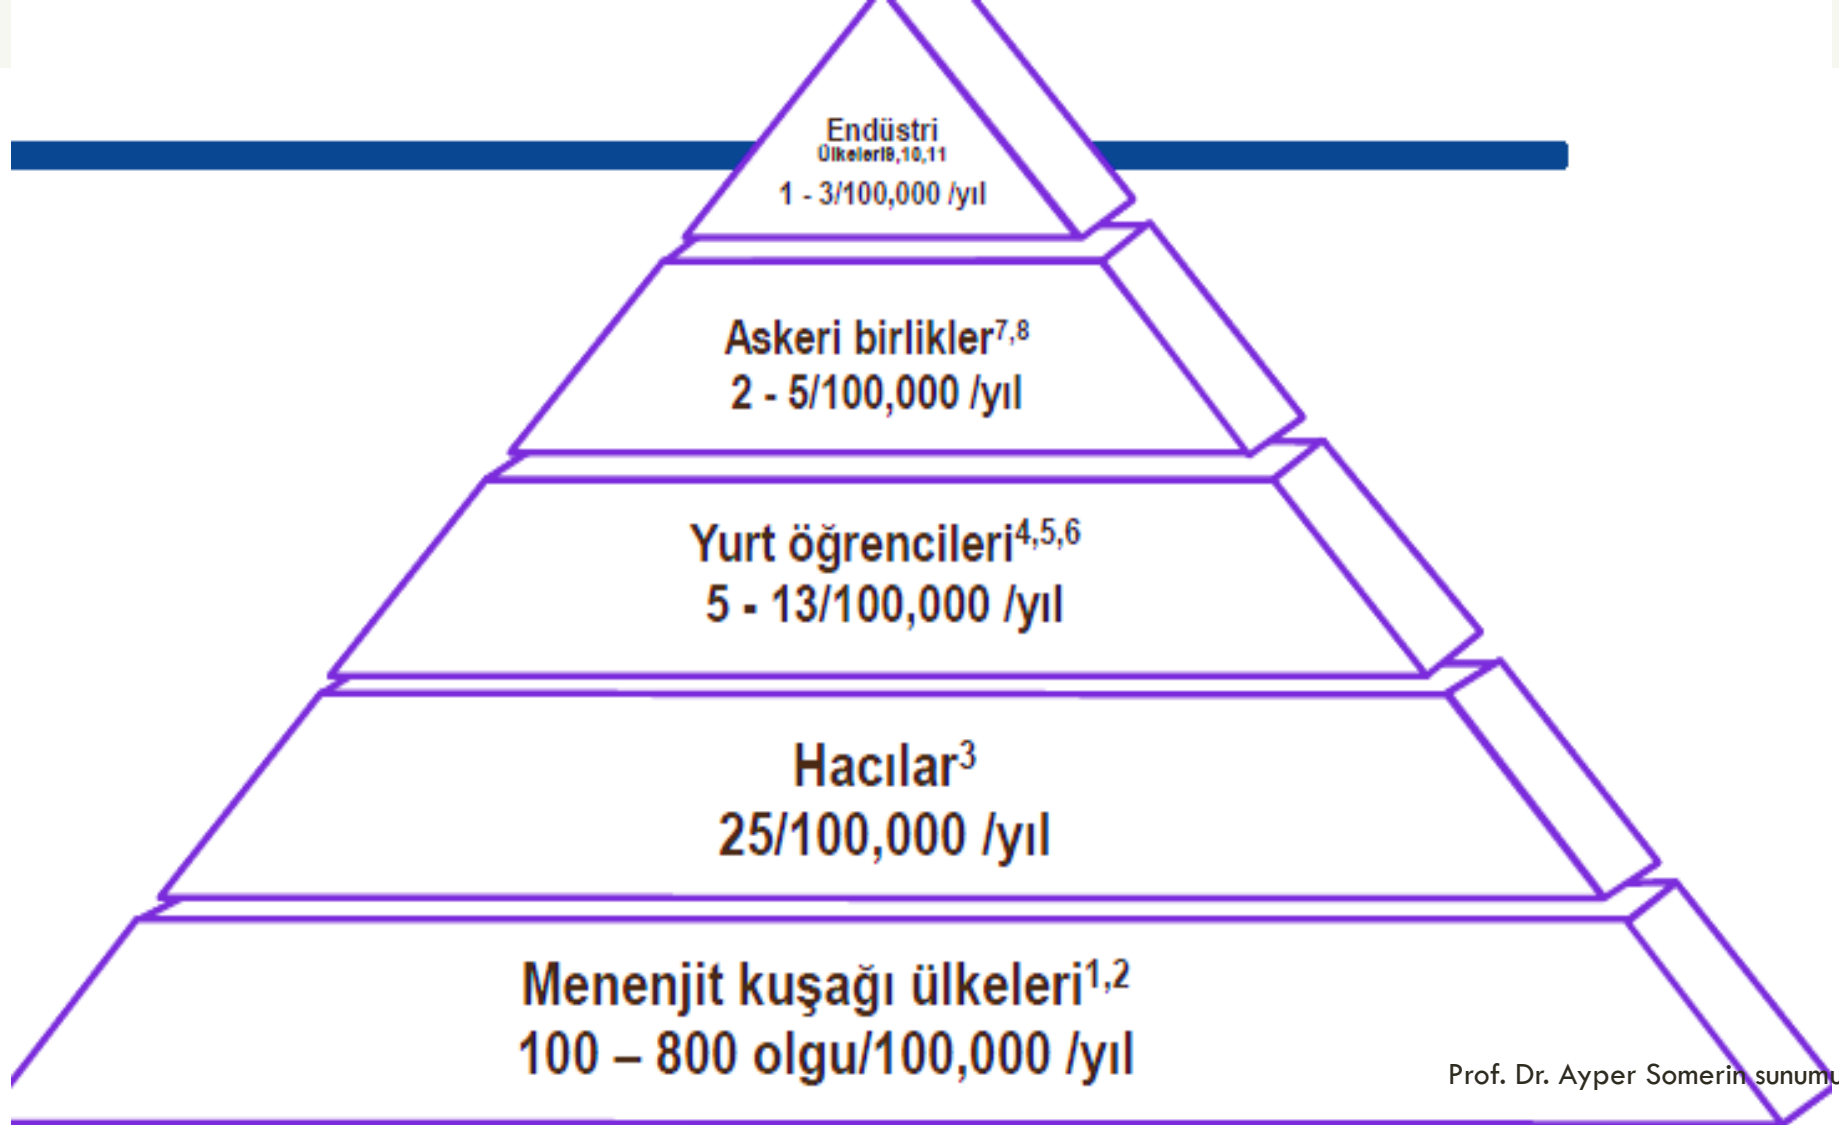 Endüstri
Ülkeleri9,10,11
1 - 3/100,000 /yıl
Askeri birlikler7,8
2 - 5/100,000 /yıl
Yurt öğrencileri4,5,6
5 - 13/100,000 /yıl
Hacılar3
25/100,000 /yıl
Menenjit kuşağı ülkeleri1,2
100 – 800 olgu/100,000 /yıl
Prof. Dr. Ayper Somerin sunumu